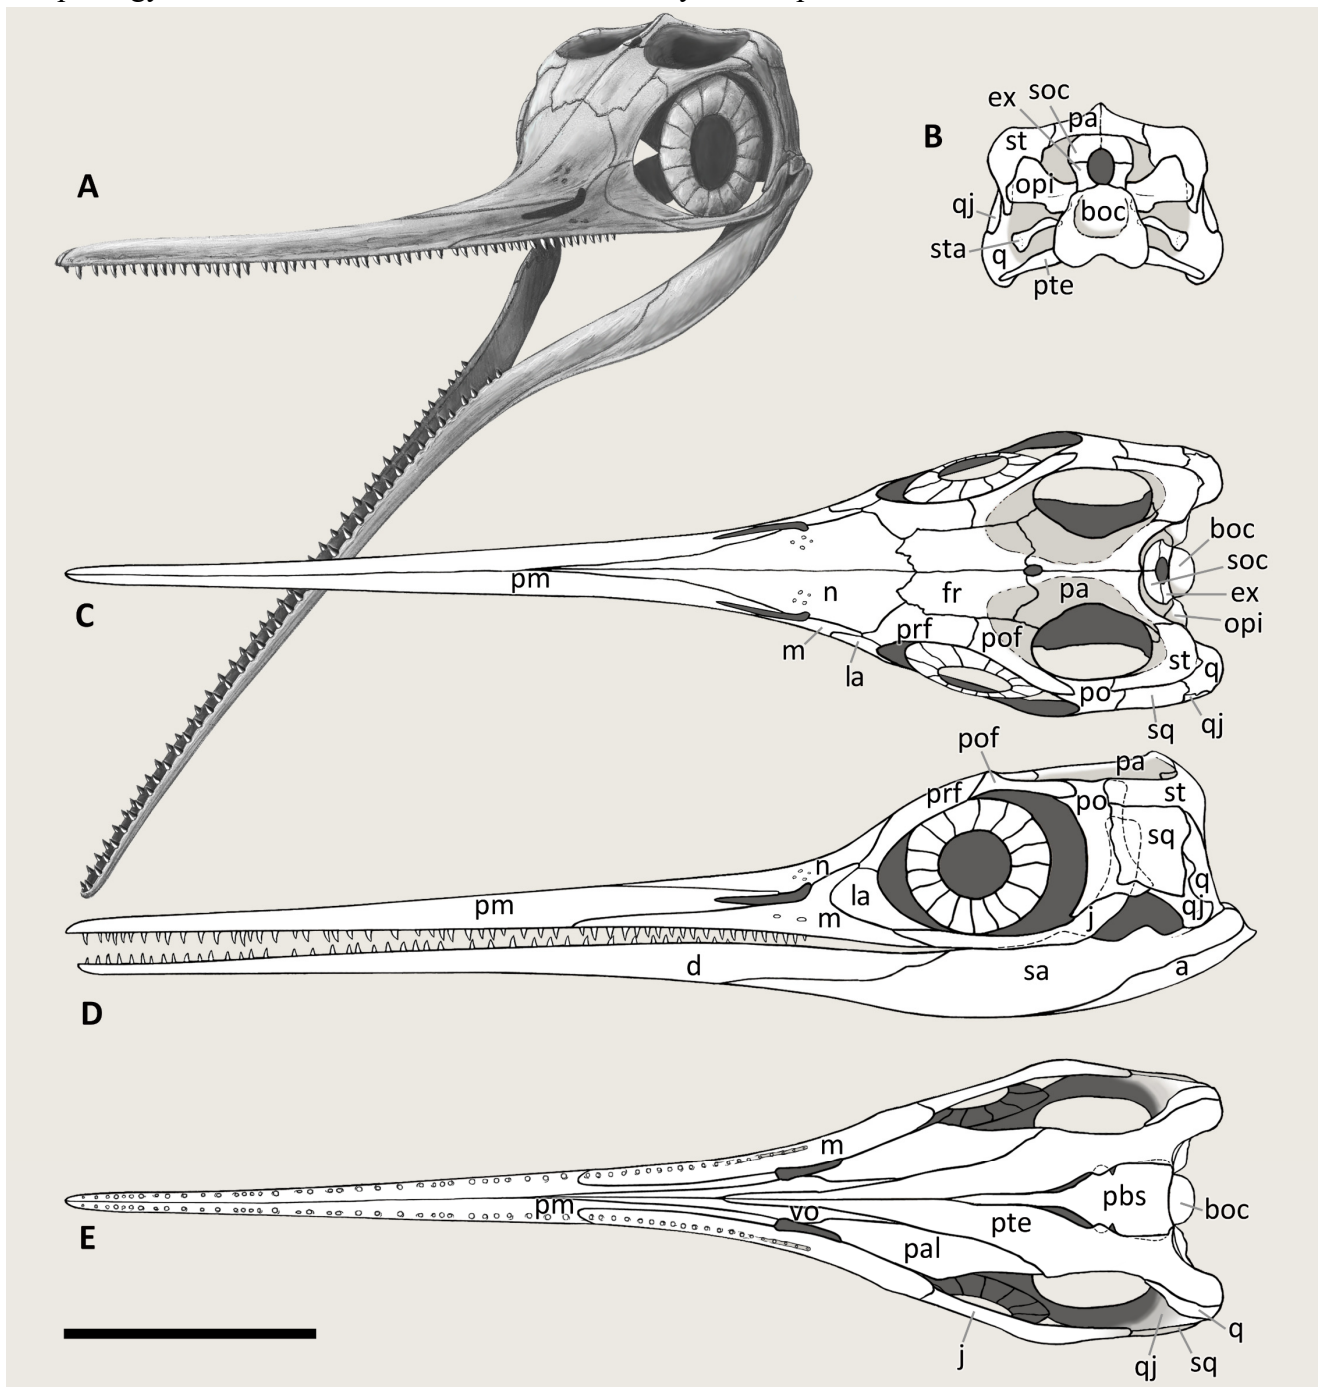 A
B
ex
soc
pa
st
opi
qj
boc
sta
q
pte
C
pm
n
fr
pa
boc
soc
ex
opi
prf
pof
m
la
po
st
q
sq
qj
D
pof
pa
prf
po
st
sq
n
la
q
pm
m
j
qj
d
sa
a
E
m
pm
vo
pte
pbs
boc
pal
j
q
qj
sq